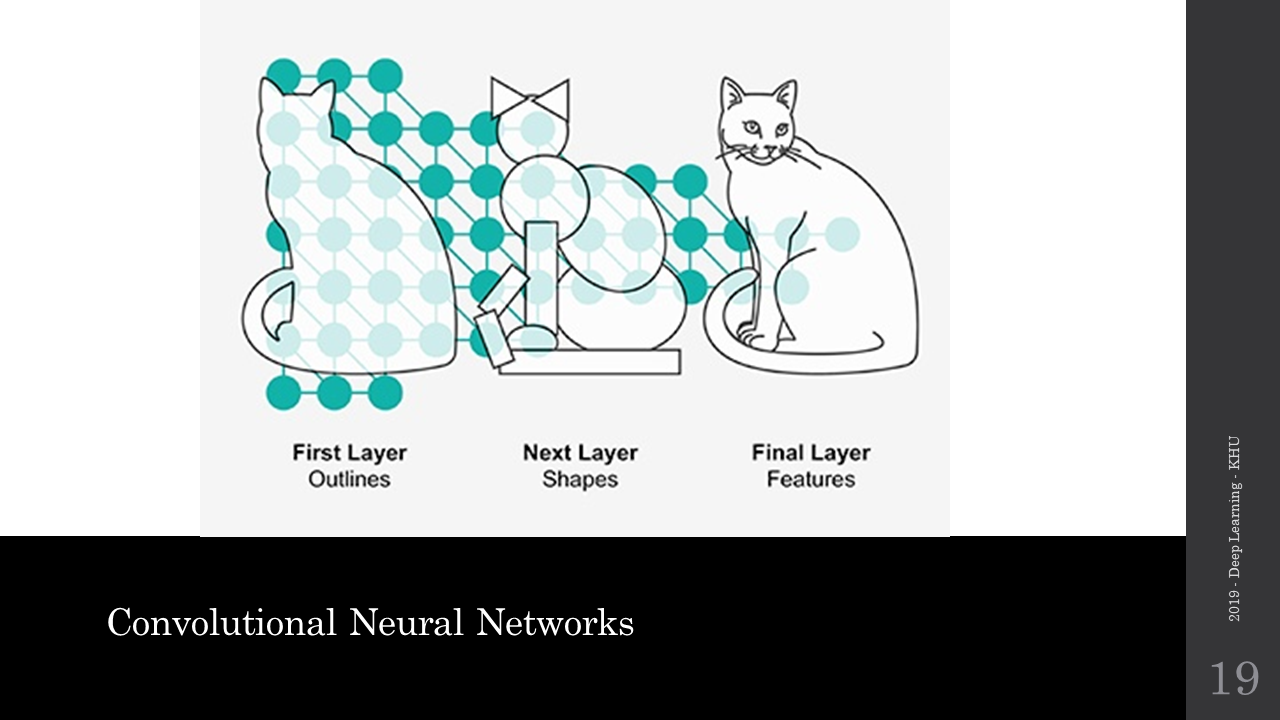 First Layer
Outlines
Next Layer
Shapes
Final Layer
Features
Convolutional Neural Networks
2019 - Deep Learning - KHU
19